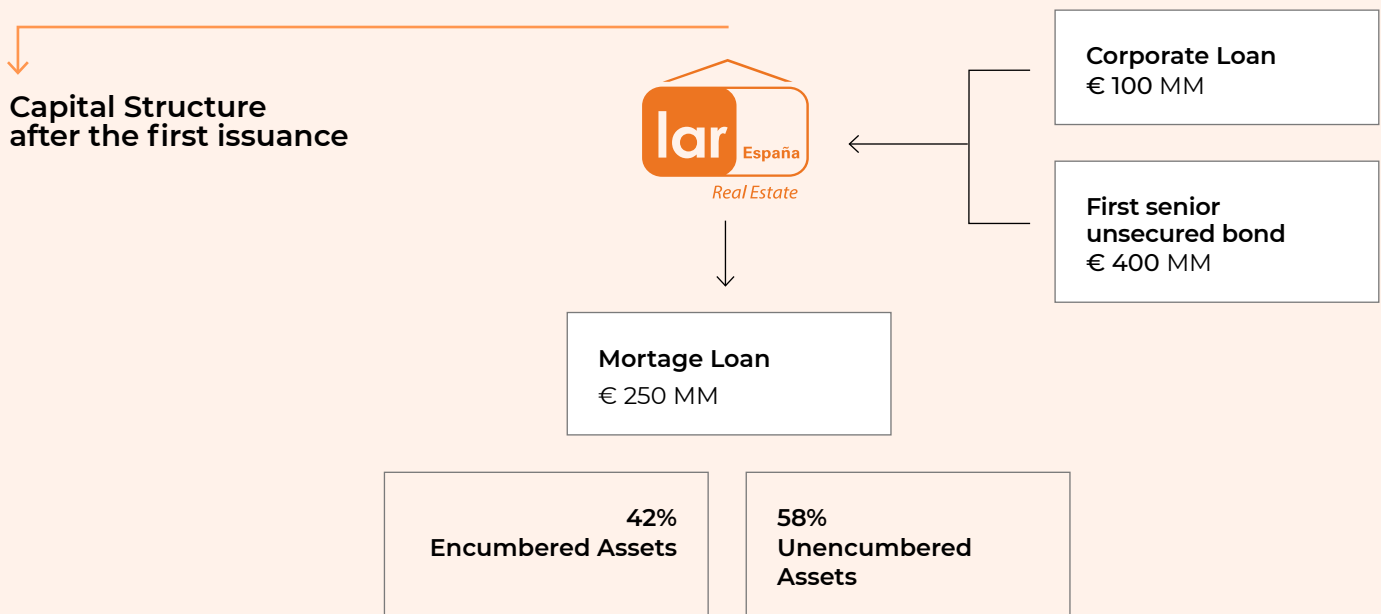 Capital Structure
after the first issuance
lar
España
Real Estate
Corporate Loan
€ 100 MM
First senior
unsecured bond
€ 400 MM
Mortage Loan
€ 250 MM
42%
Encumbered Assets
58%
Unencumbered
Assets